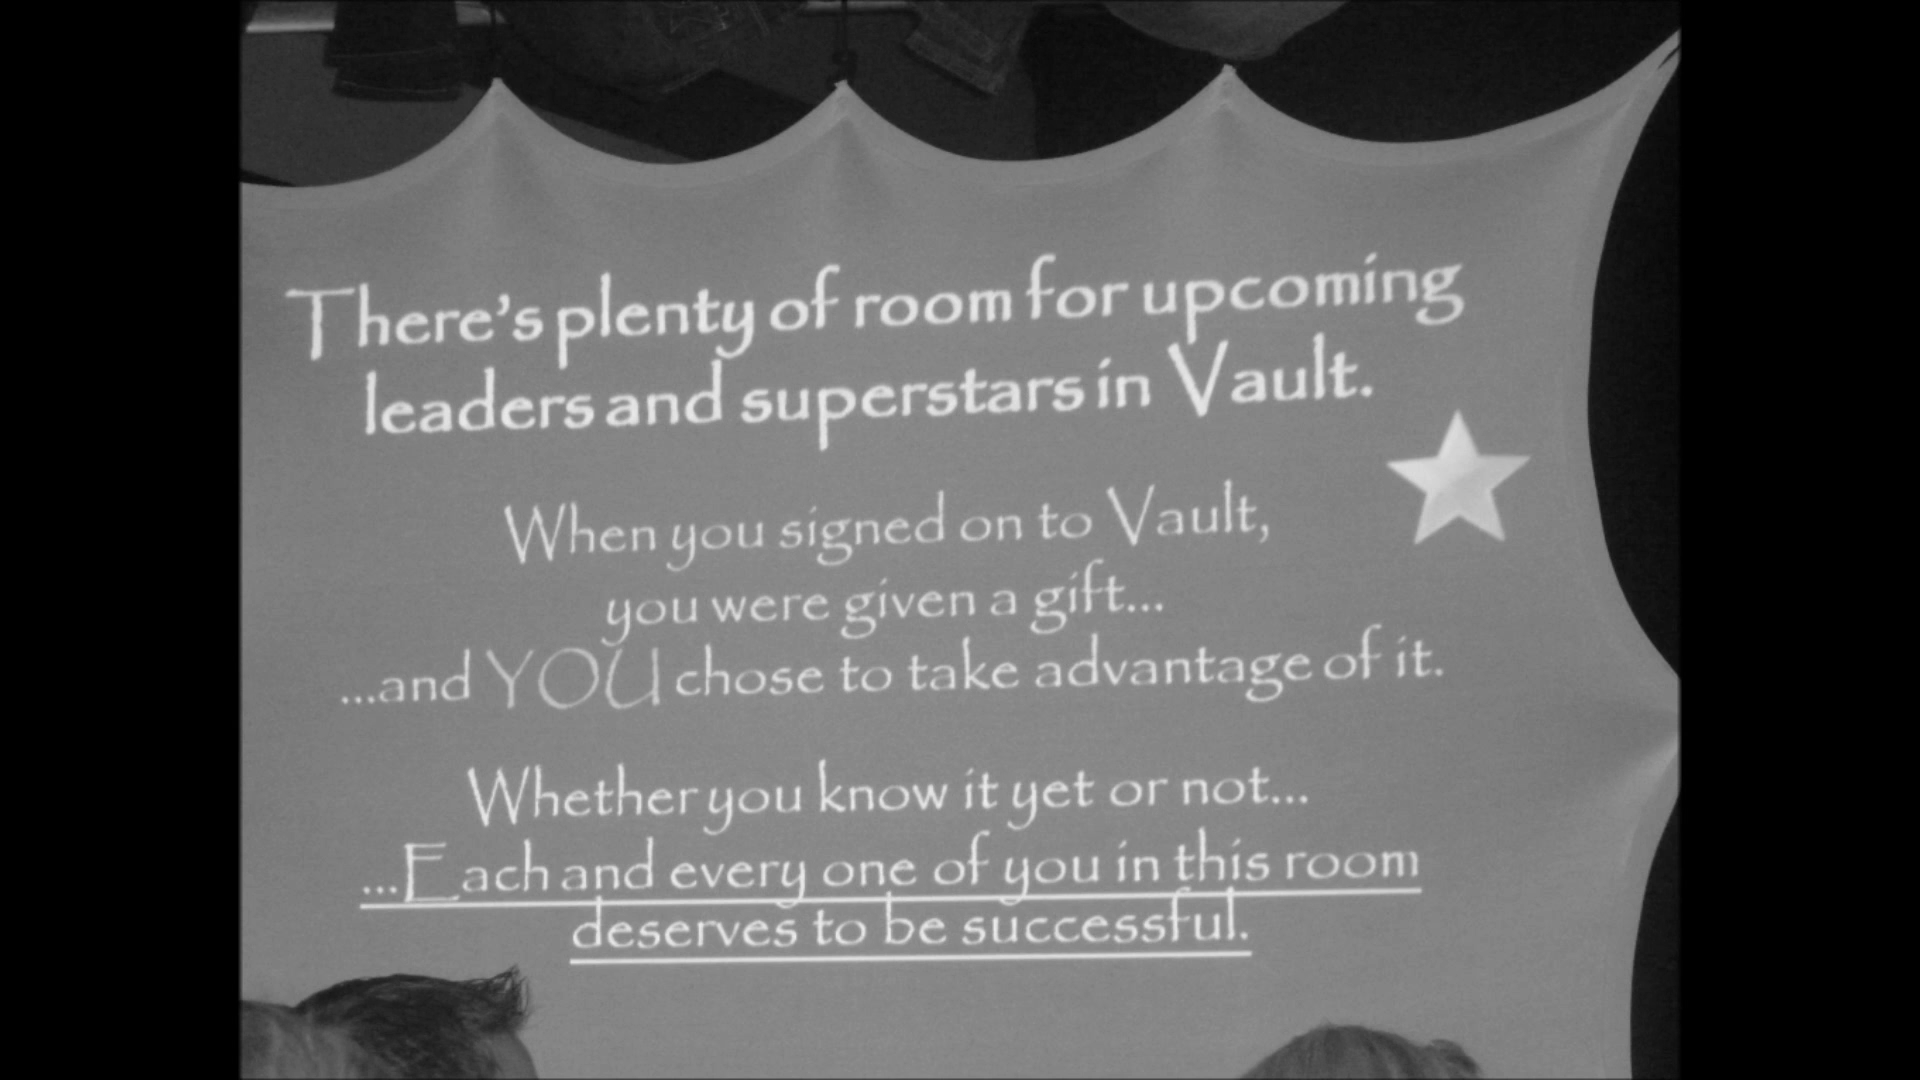 There's plenty of room for upcoming
leaders and superstars in Vault.
When you signed on to Vault,
you were given a gift...
...and YOU chose to take advantage of it.
Whether you know it yet or not...
...Each and every one of you in this room
deserves to be successful.